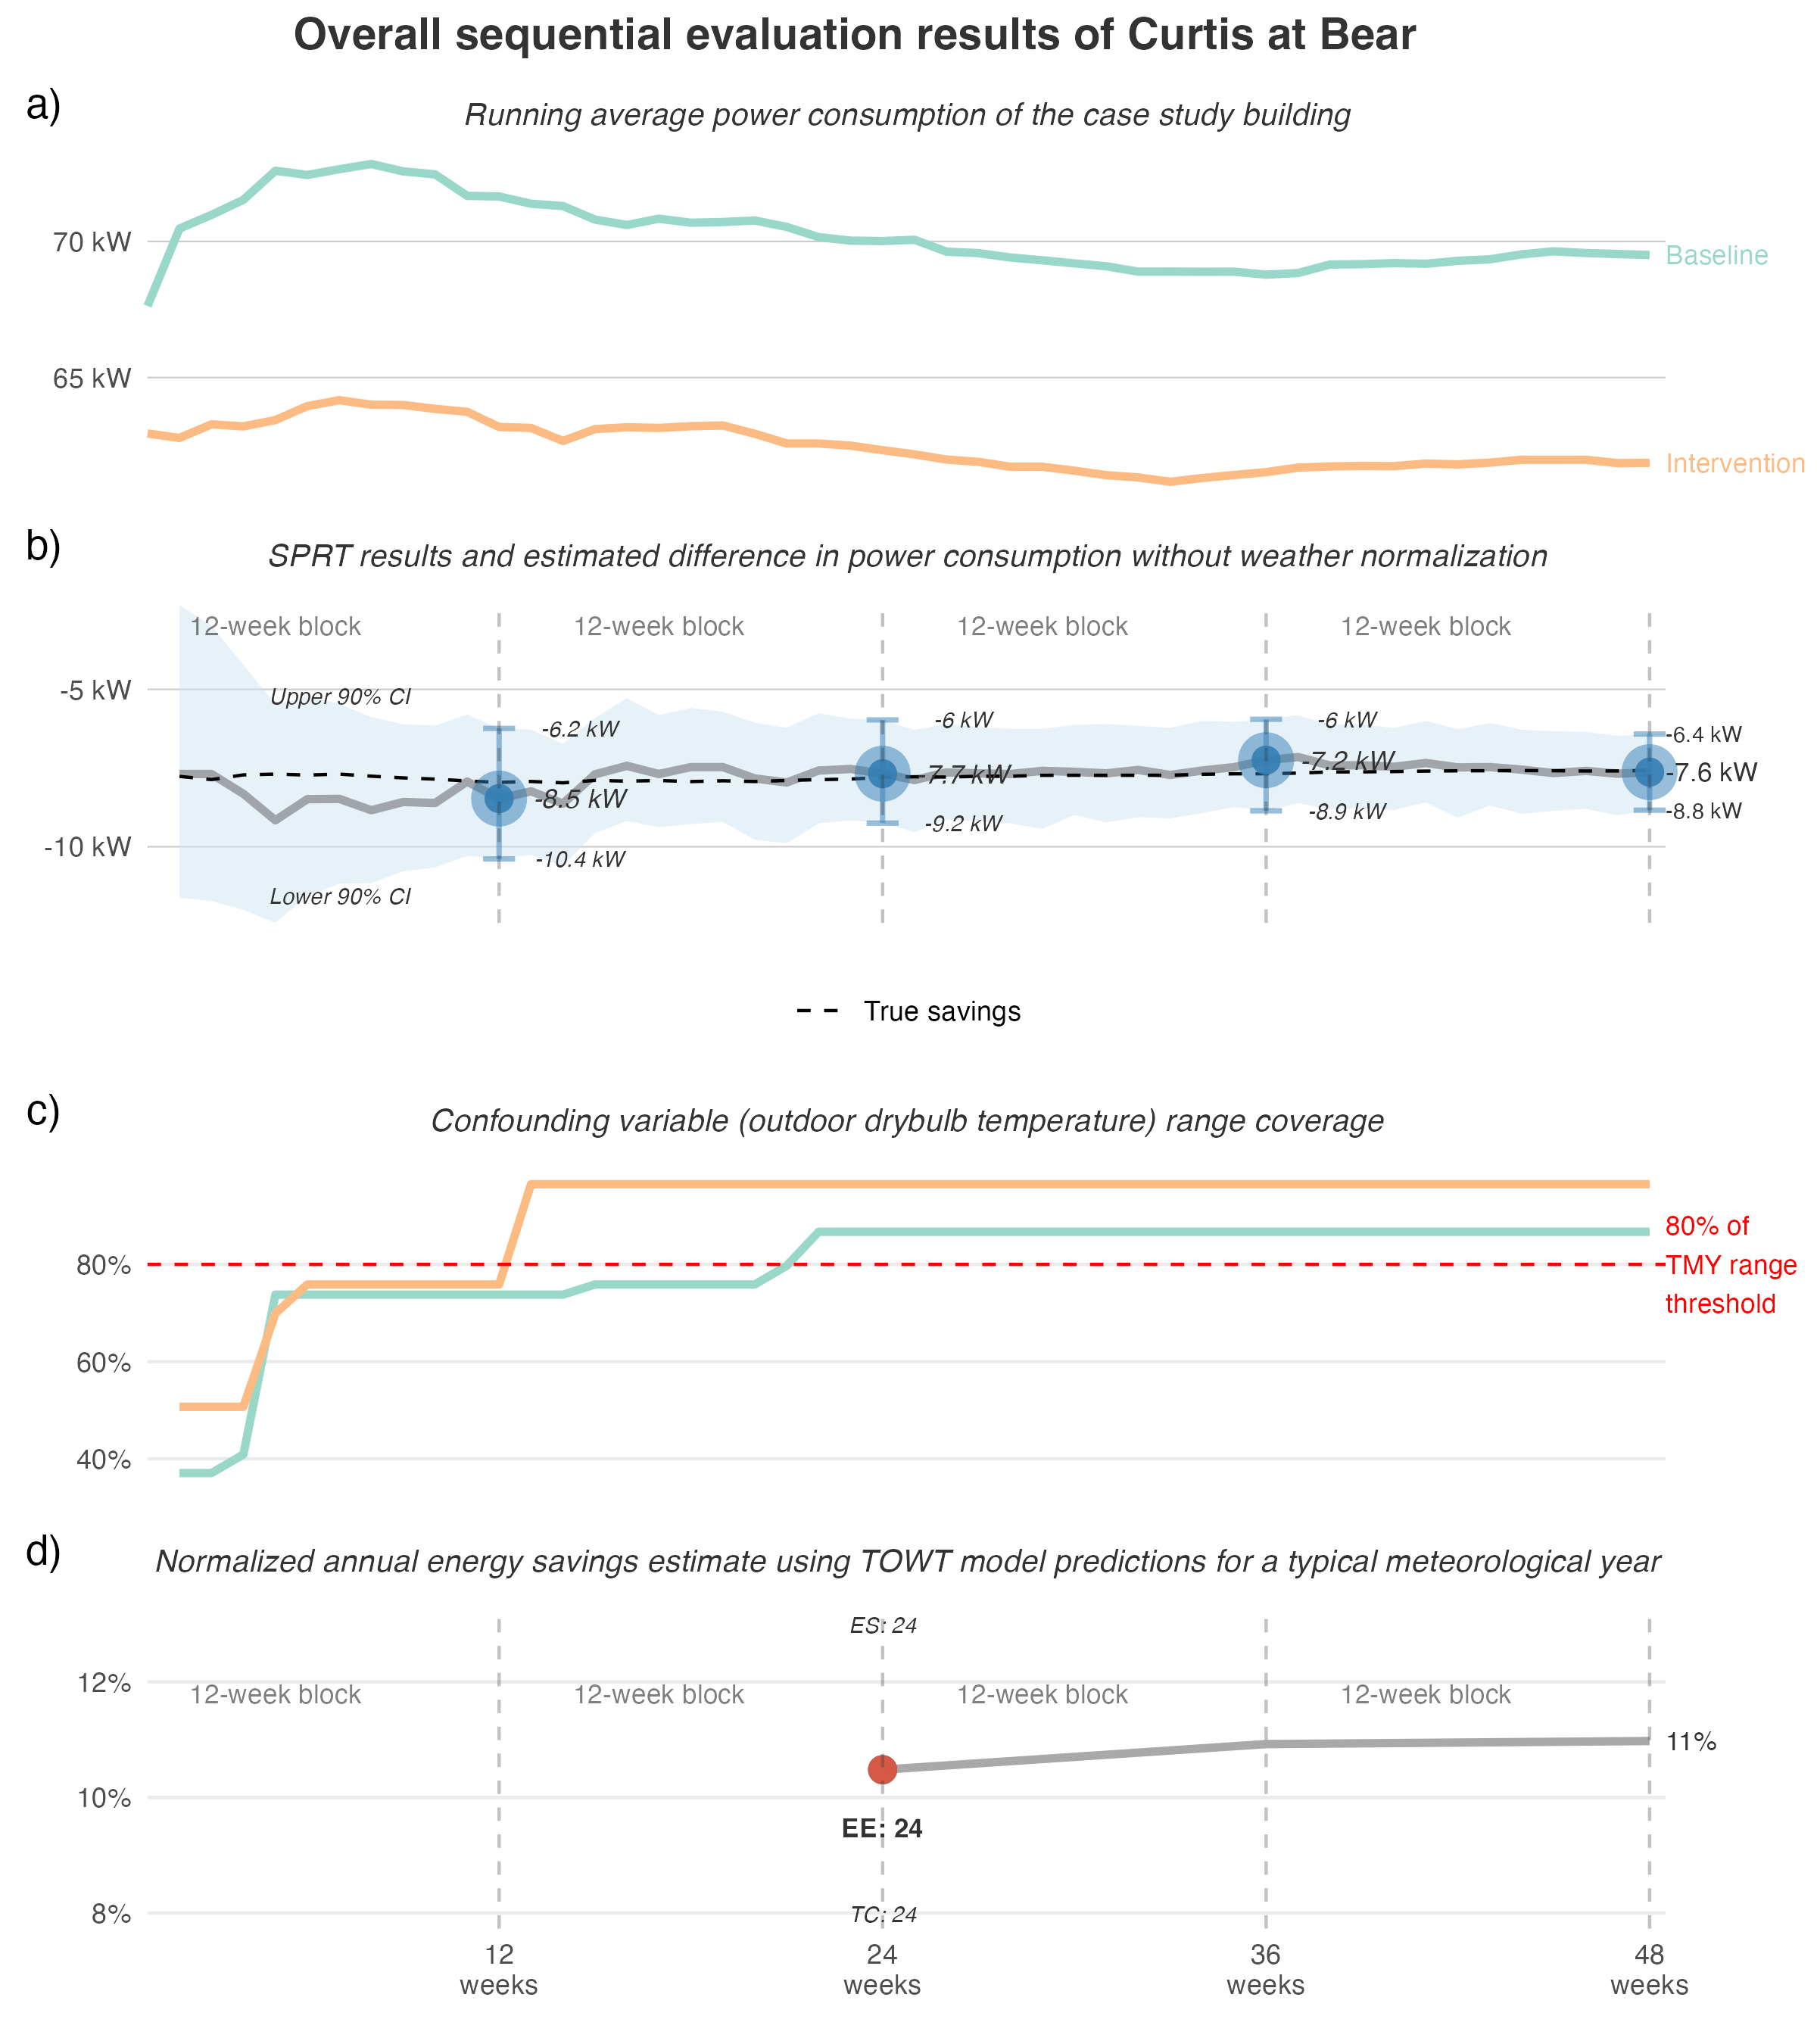 Overall sequential evaluation results of Curtis at Bear
a)
Running average power consumption of the case study building
70 kW
Baseline
65 kW
Intervention
b)
SPRT results and estimated difference in power consumption without weather normalization
12-week block
12-week block
12-week block
12-week block
-5 kW
Upper 90% CI
-6.2 kW
-6 kW
-6 kW
-6.4 kW
-8.5 kW
-7.7 kW
-7.2 kW
-7.6 kW
-10.4 kW
-9.2 kW
-8.9 kW
-8.8 kW
-10 kW
Lower 90% CI
True savings
c)
Confounding variable (outdoor drybulb temperature) range coverage
80%
80% of
TMY range
threshold
60%
40%
d)
Normalized annual energy savings estimate using TOWT model predictions for a typical meteorological year
ES: 24
12%
12-week block
12-week block
12-week block
12-week block
11%
10%
EE: 24
8%
TC: 24
12
weeks
24
weeks
36
weeks
48
weeks